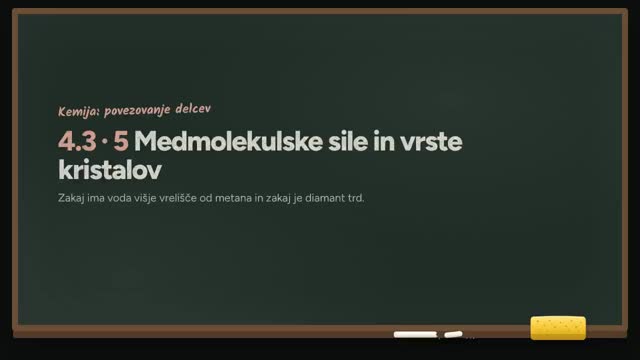 Kemija: povezovanje delcev
4.3 · 5 Medmolekulske sile in vrste
kristalov
Zakaj ima voda višje vrelišče od metana in zakaj je diamant trd.